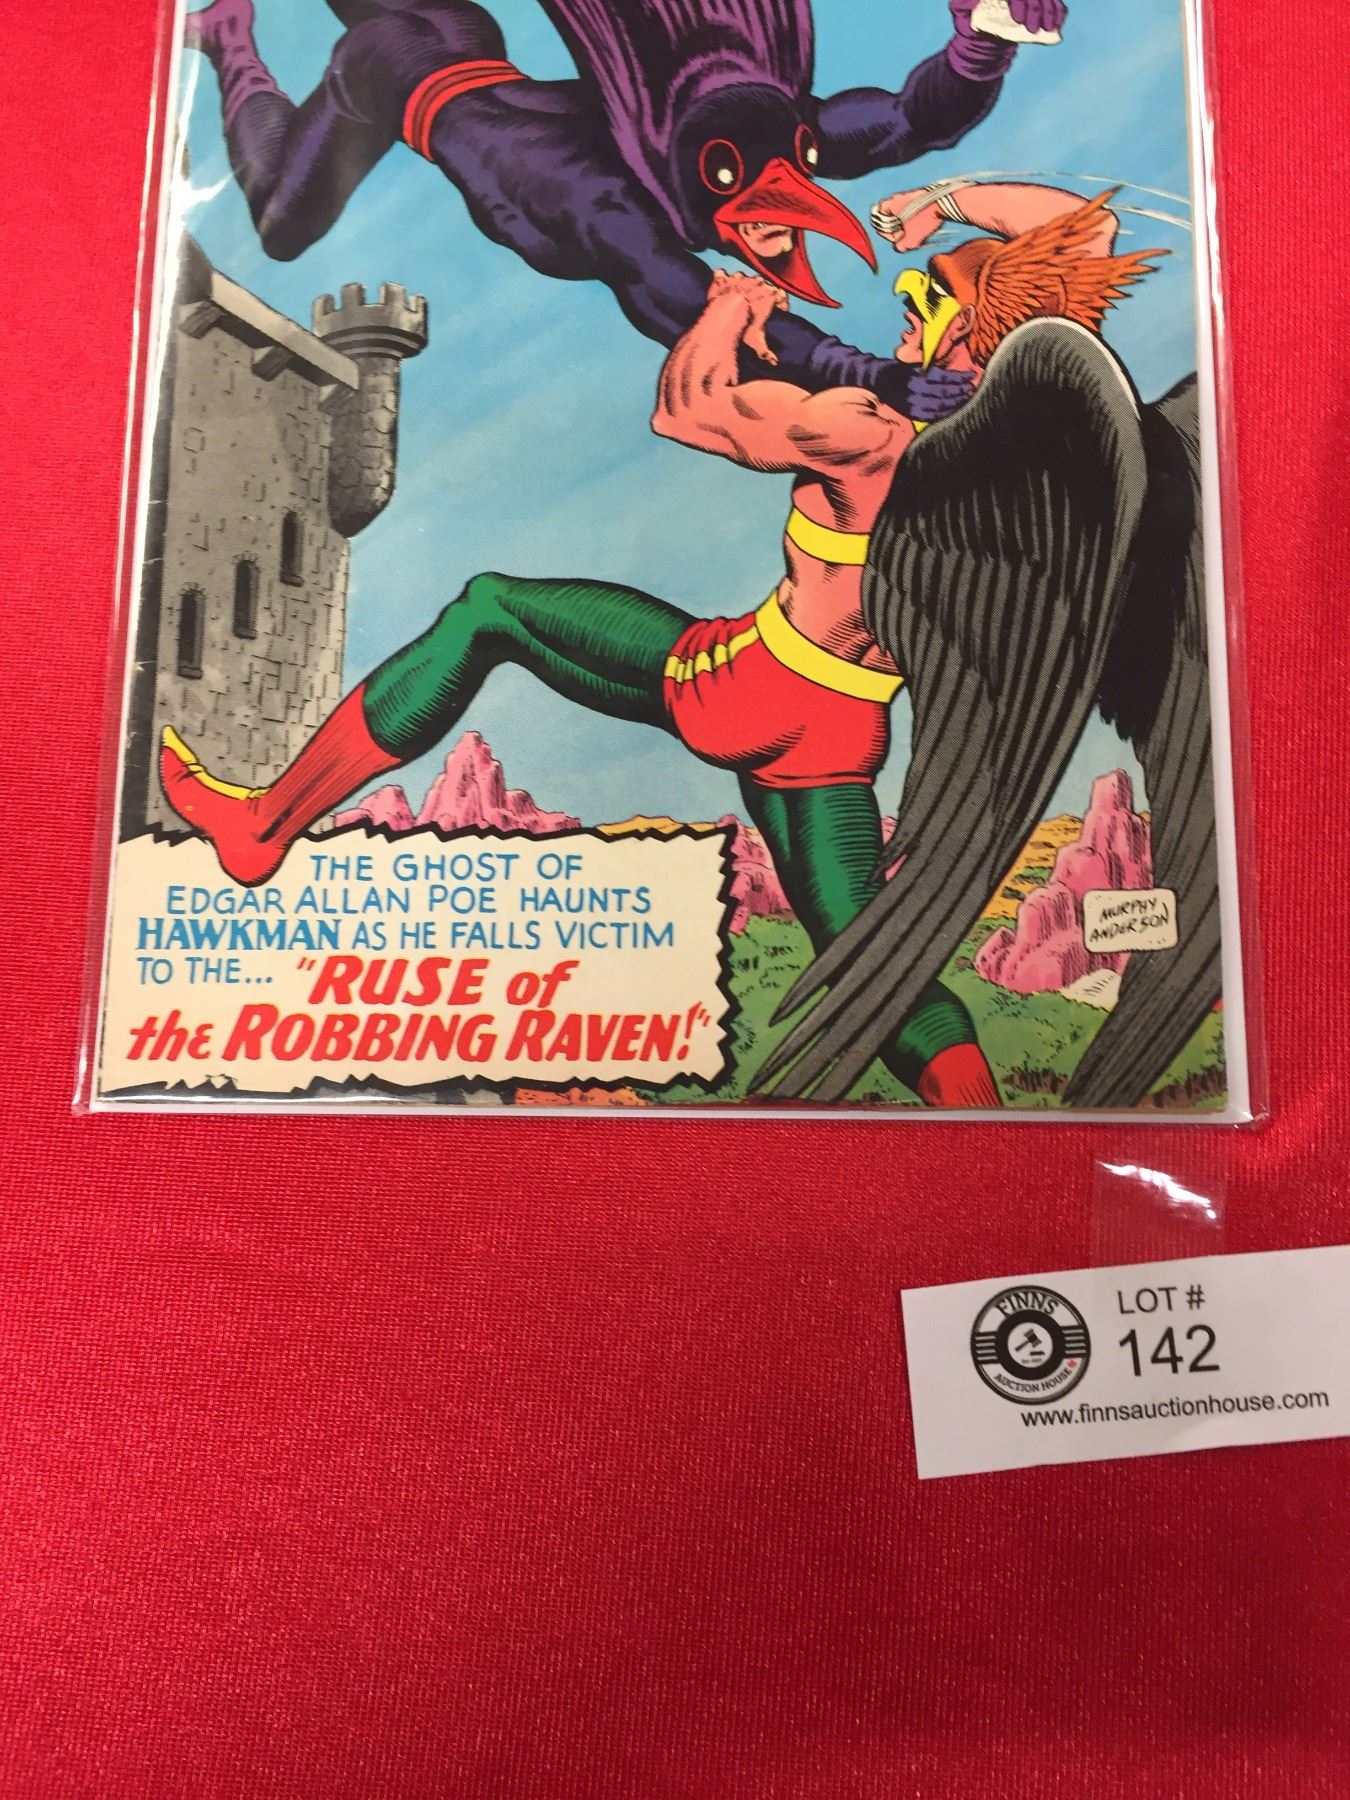 THE GHOST OF
EDGAR ALLAN POE HAUNTS
HAWKMAN AS HE FALLS VICTIM
TO THE... "RUSE of
the ROBBING RAVEN!"
MURPHY
ANDERSON
FINNS
AUCTION HOUSE
LOT #
142
www.finnsauctionhouse.com